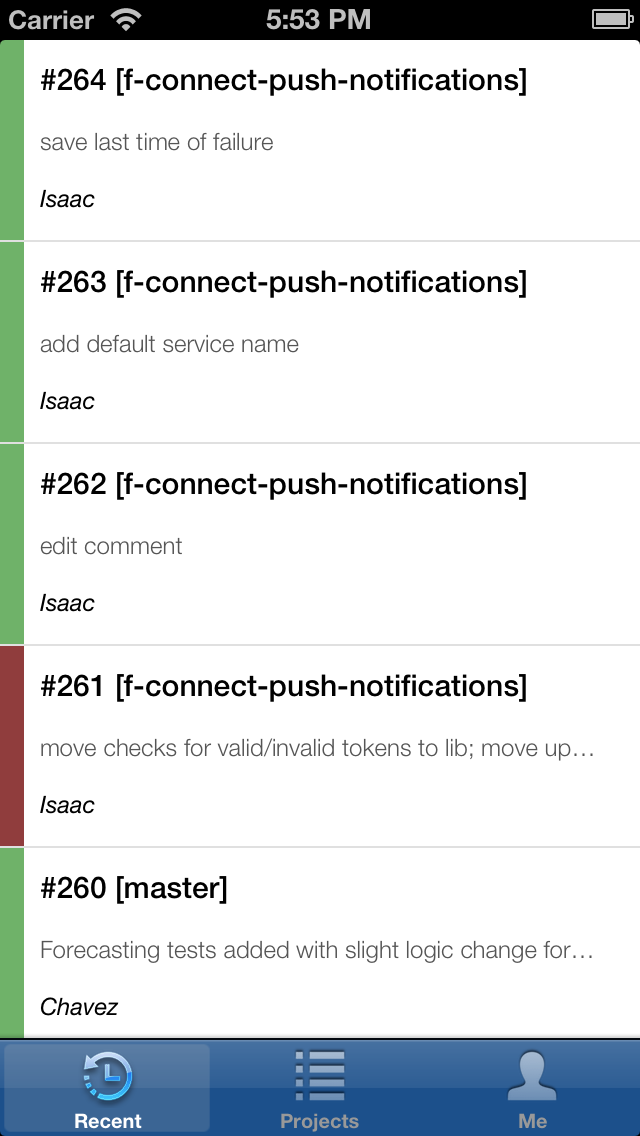 Carrier 5:53 PM
#264 [f-connect-push-notifications]
save last time of failure
Isaac
#263 [f-connect-push-notifications]
add default service name
Isaac
#262 [f-connect-push-notifications]
edit comment
Isaac
#261 [f-connect-push-notifications]
move checks for valid/invalid tokens to lib; move up…
Isaac
#260 [master]
Forecasting tests added with slight logic change for…
Chavez
Recent Projects Me